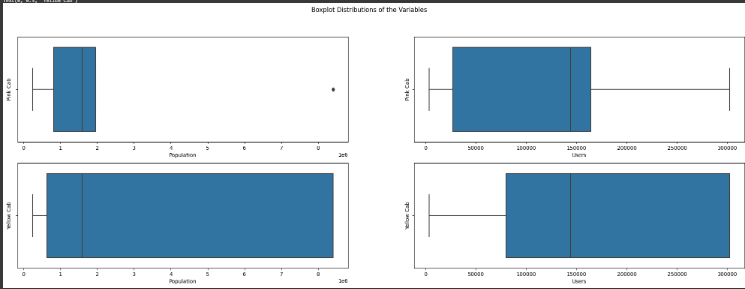 Boxplot Distributions of the Variables
Pink Cab
0 1 2 3 4 5 6 7 8
1e6
Population
Pink Cab
0 50000 100000 150000 200000 250000 300000
Users
Yellow Cab
0 1 2 3 4 5 6 7 8
1e6
Population
Yellow Cab
0 50000 100000 150000 200000 250000 300000
Users